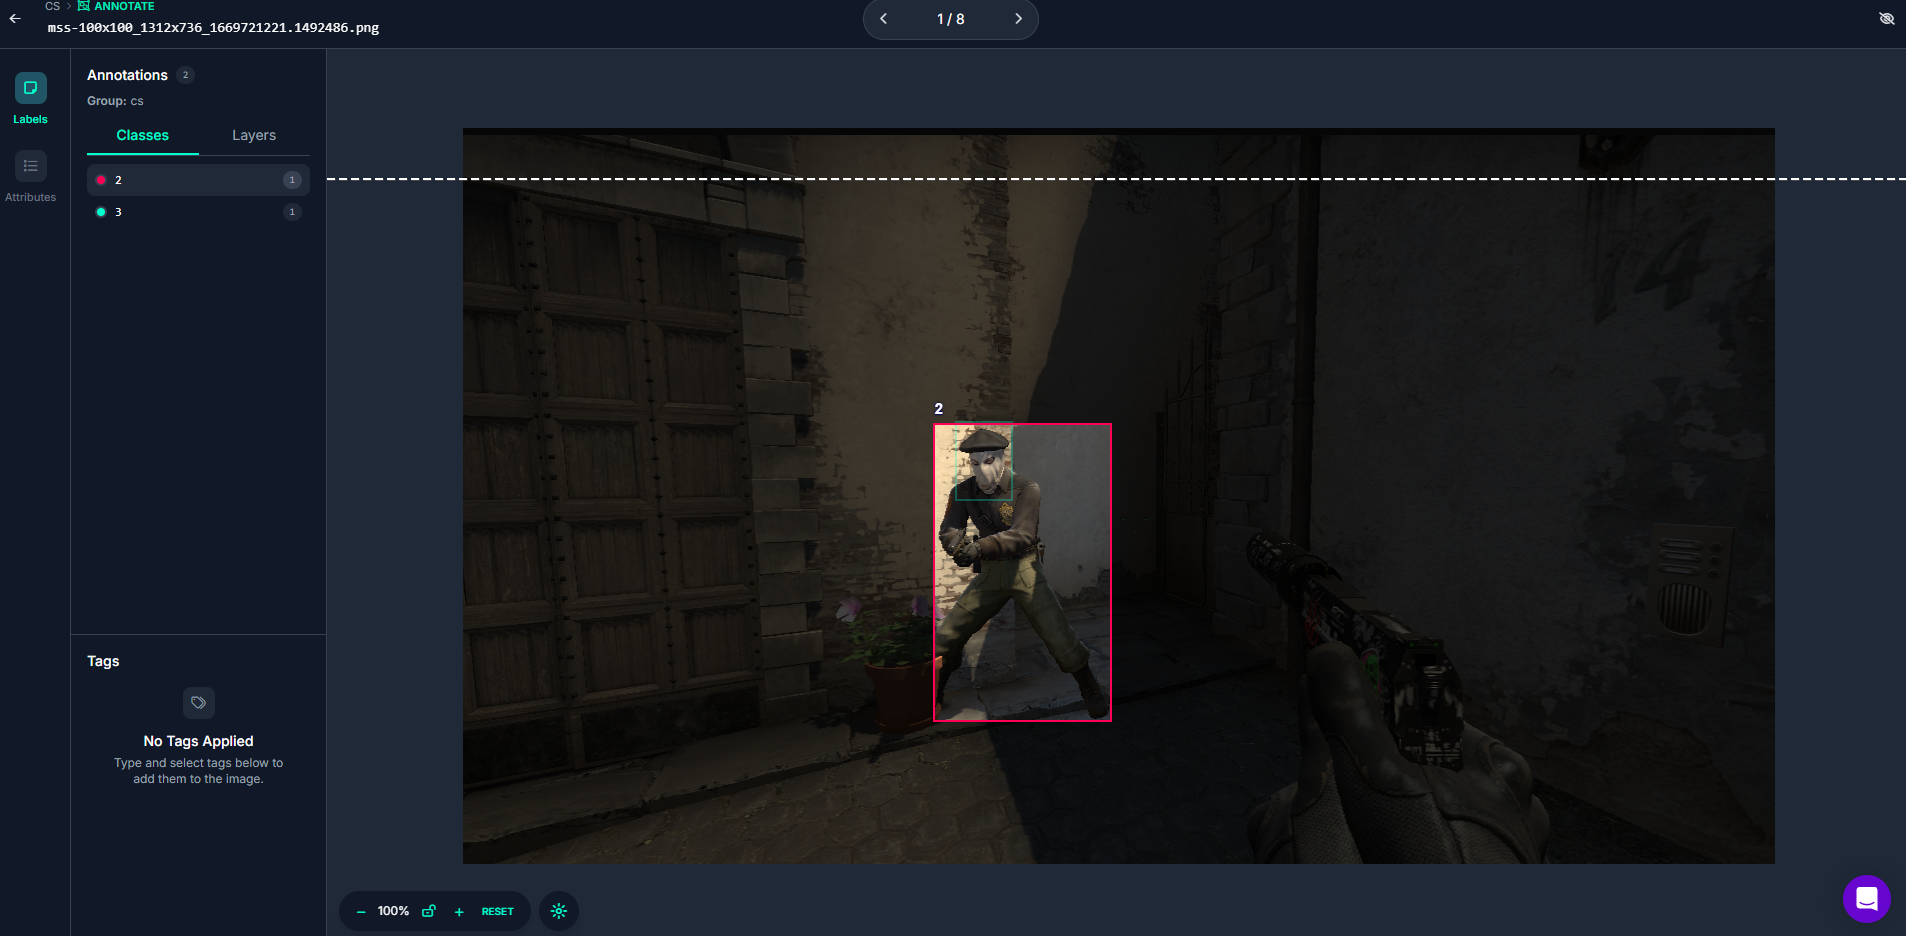 CS > ANNOTATE
mss-100x100_1312x736_1669721221.1492486.png
1 / 8
Labels
Attributes
Annotations 2
Group: cs
Classes Layers
2 1
3 1
2
Tags
No Tags Applied
Type and select tags below to
add them to the image.
− 100% + RESET